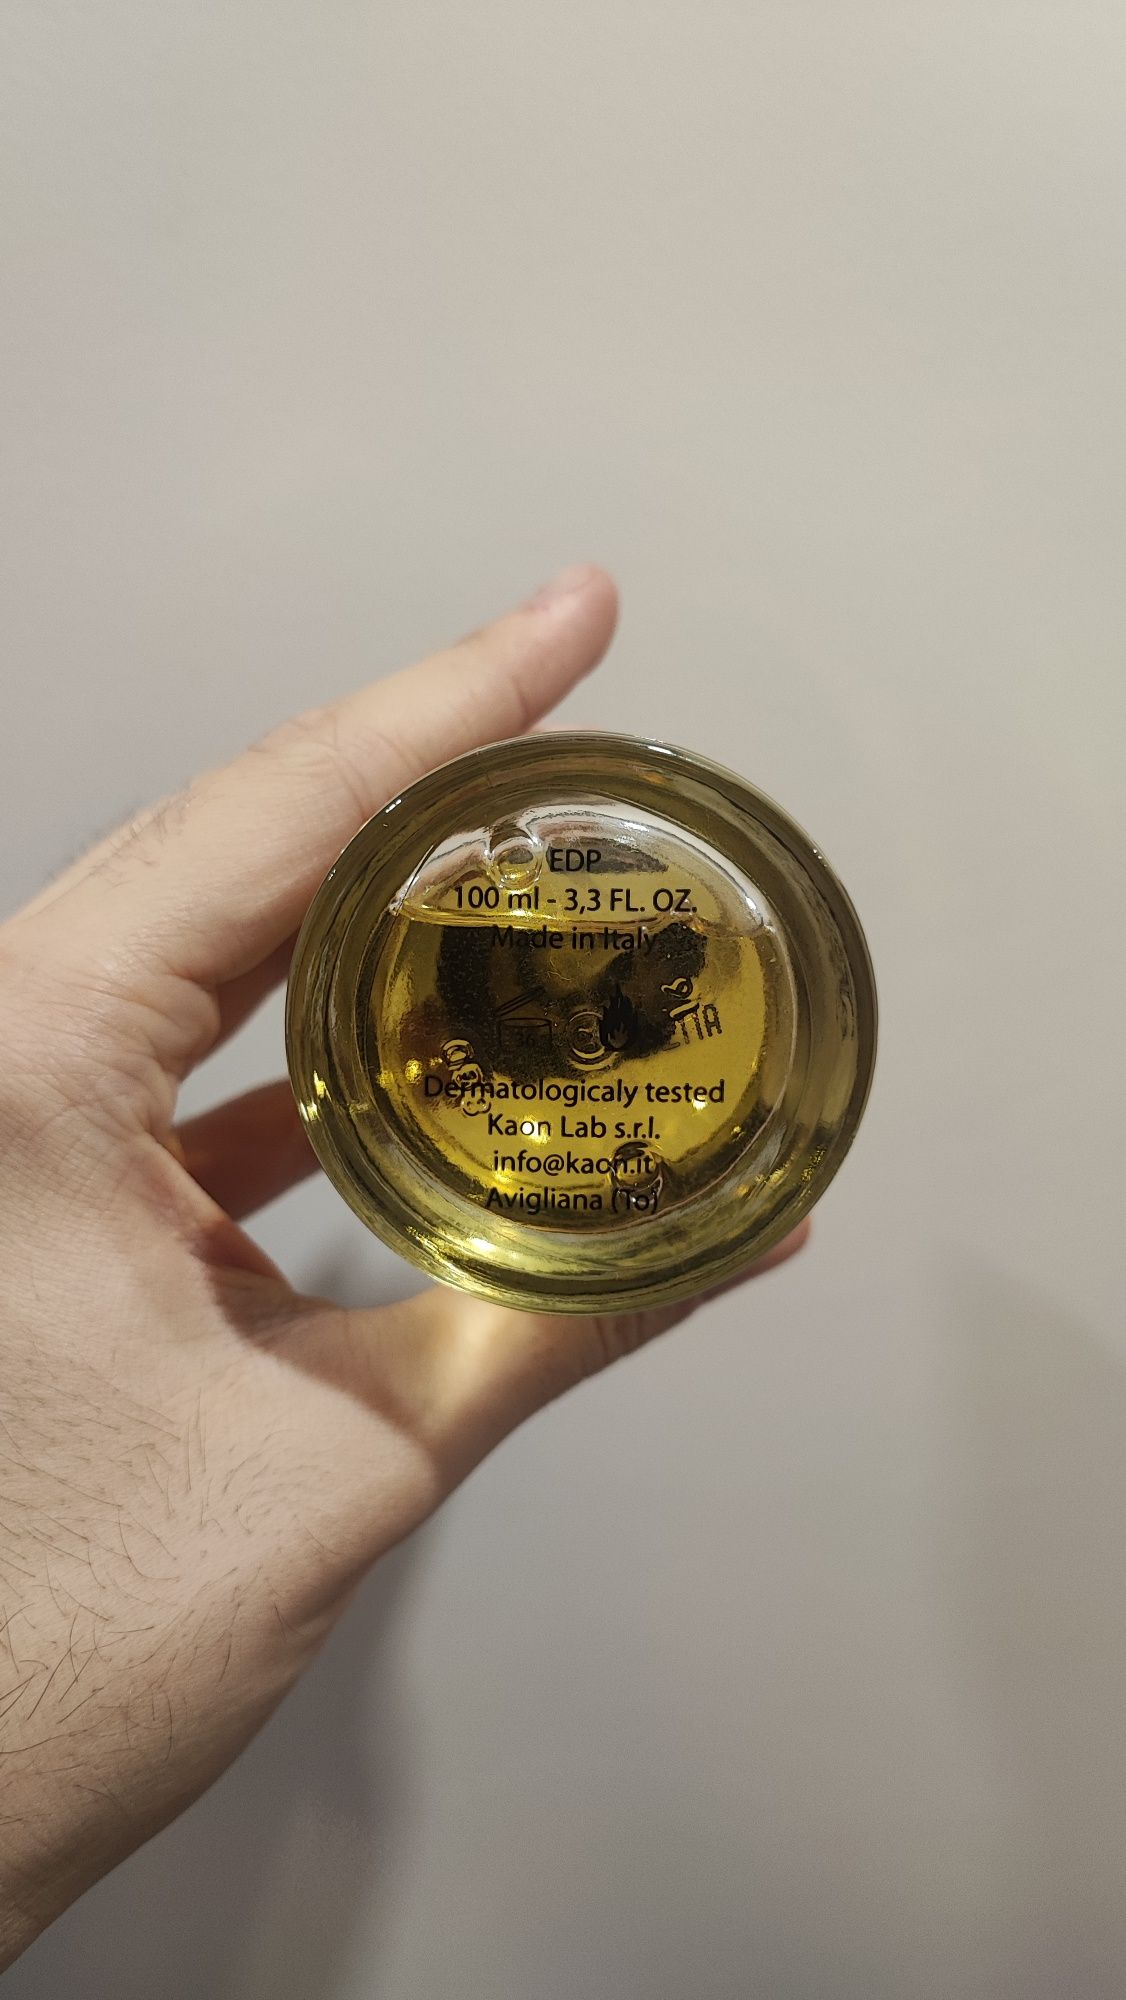 EDP
100 ml - 3,3 FL. OZ.
Made in Italy
36
Dermatologicaly tested
Kaon Lab s.r.l.
info@kaon.it
Avigliana (To)